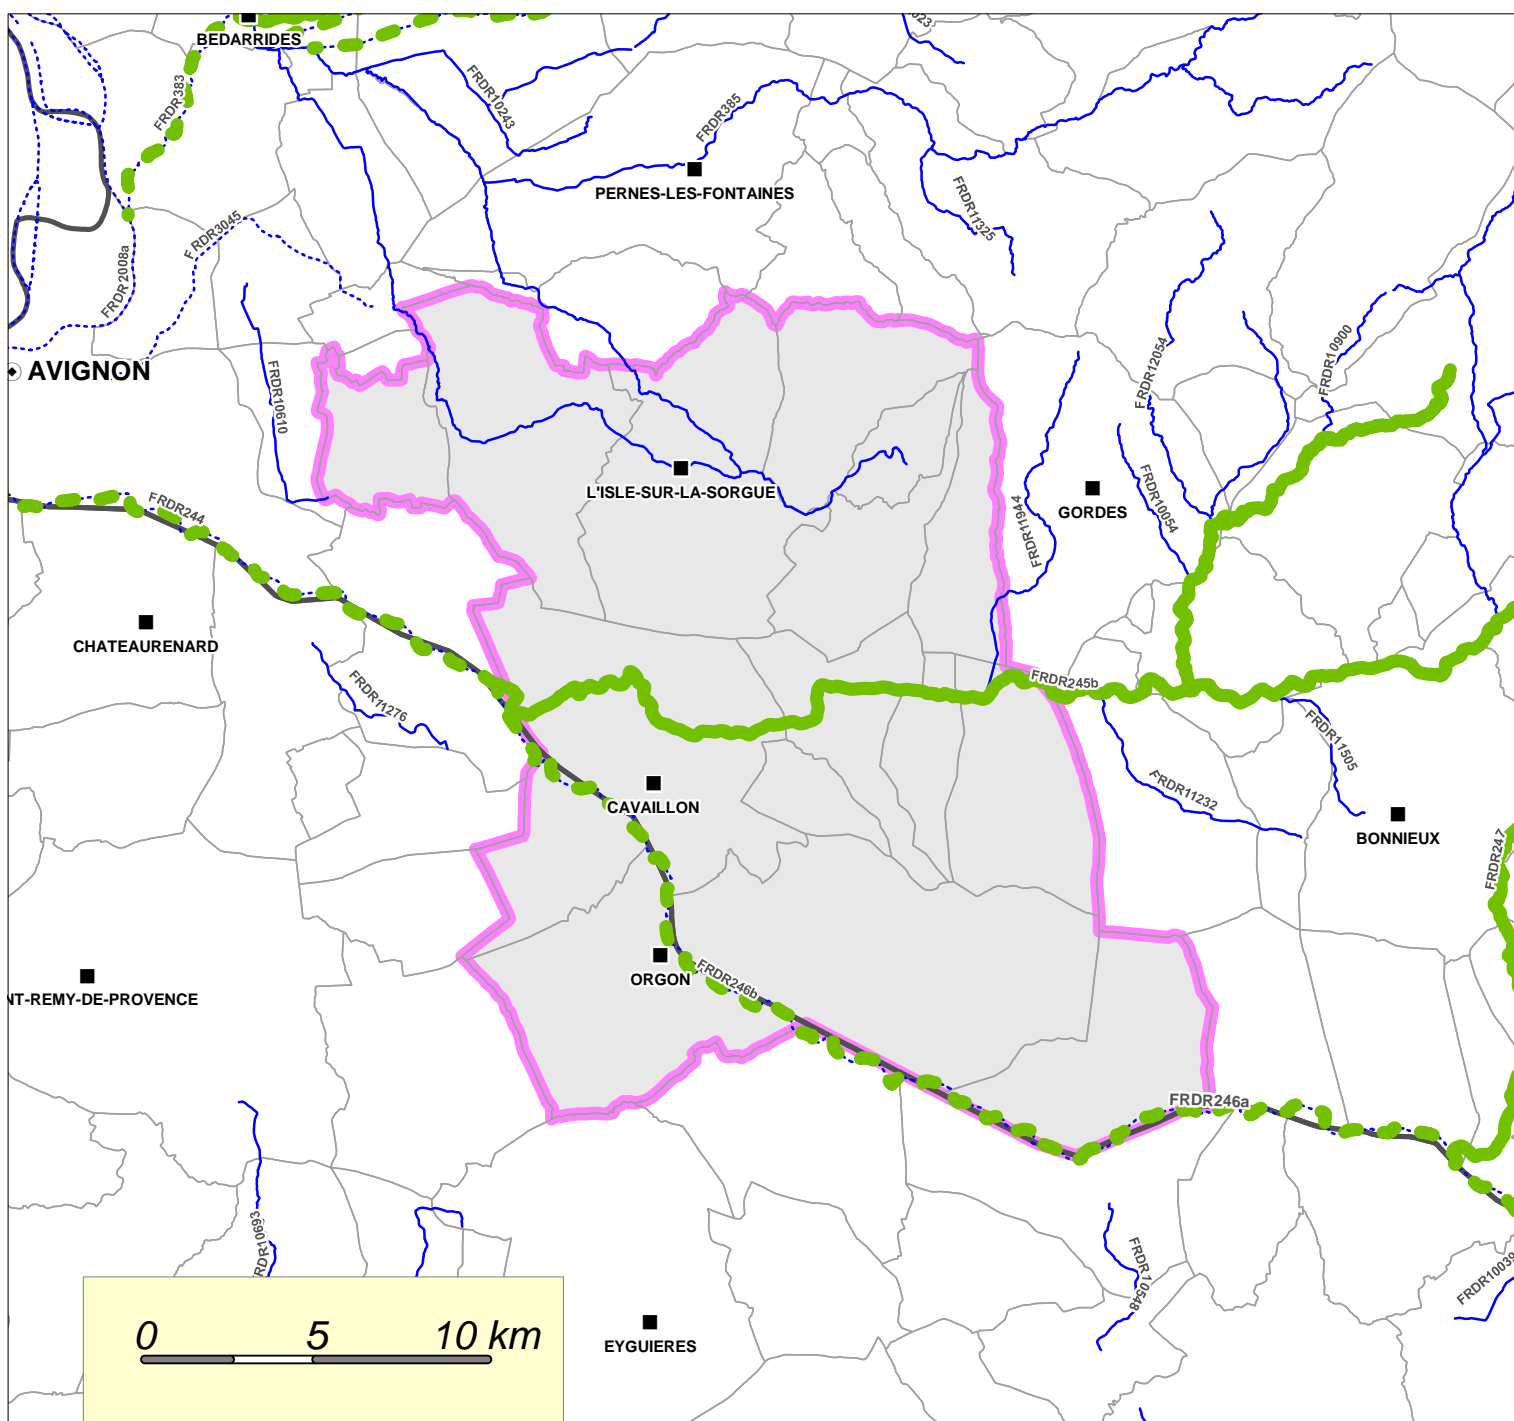 BEDARRIDES
023
FRDR383
FRDR10243
FRDR385
PERNES-LES-FONTAINES
FRDR11325
FRDR3045
FRDR2008a
AVIGNON
FRDR10610
FRDR12054
FRDR10900
L'ISLE-SUR-LA-SORGUE
GORDES
FRDR10054
FRDR11944
FRDR244
CHATEAURENARD
FRDR11276
FRDR245b
FRDR11505
FRDR11232
CAVAILLON
BONNIEUX
FRDR247
ORGON
FRDR246b
NT-REMY-DE-PROVENCE
FRDR246a
FRDR10693
FRDR10548
FRDR10039
EYGUIERES
0 5 10 km